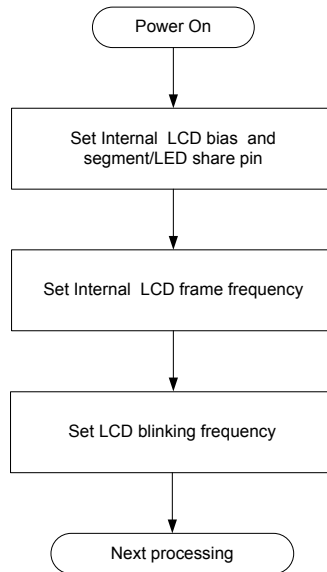 Power On
Set Internal LCD bias and
segment/LED share pin
Set Internal LCD frame frequency
Set LCD blinking frequency
Next processing